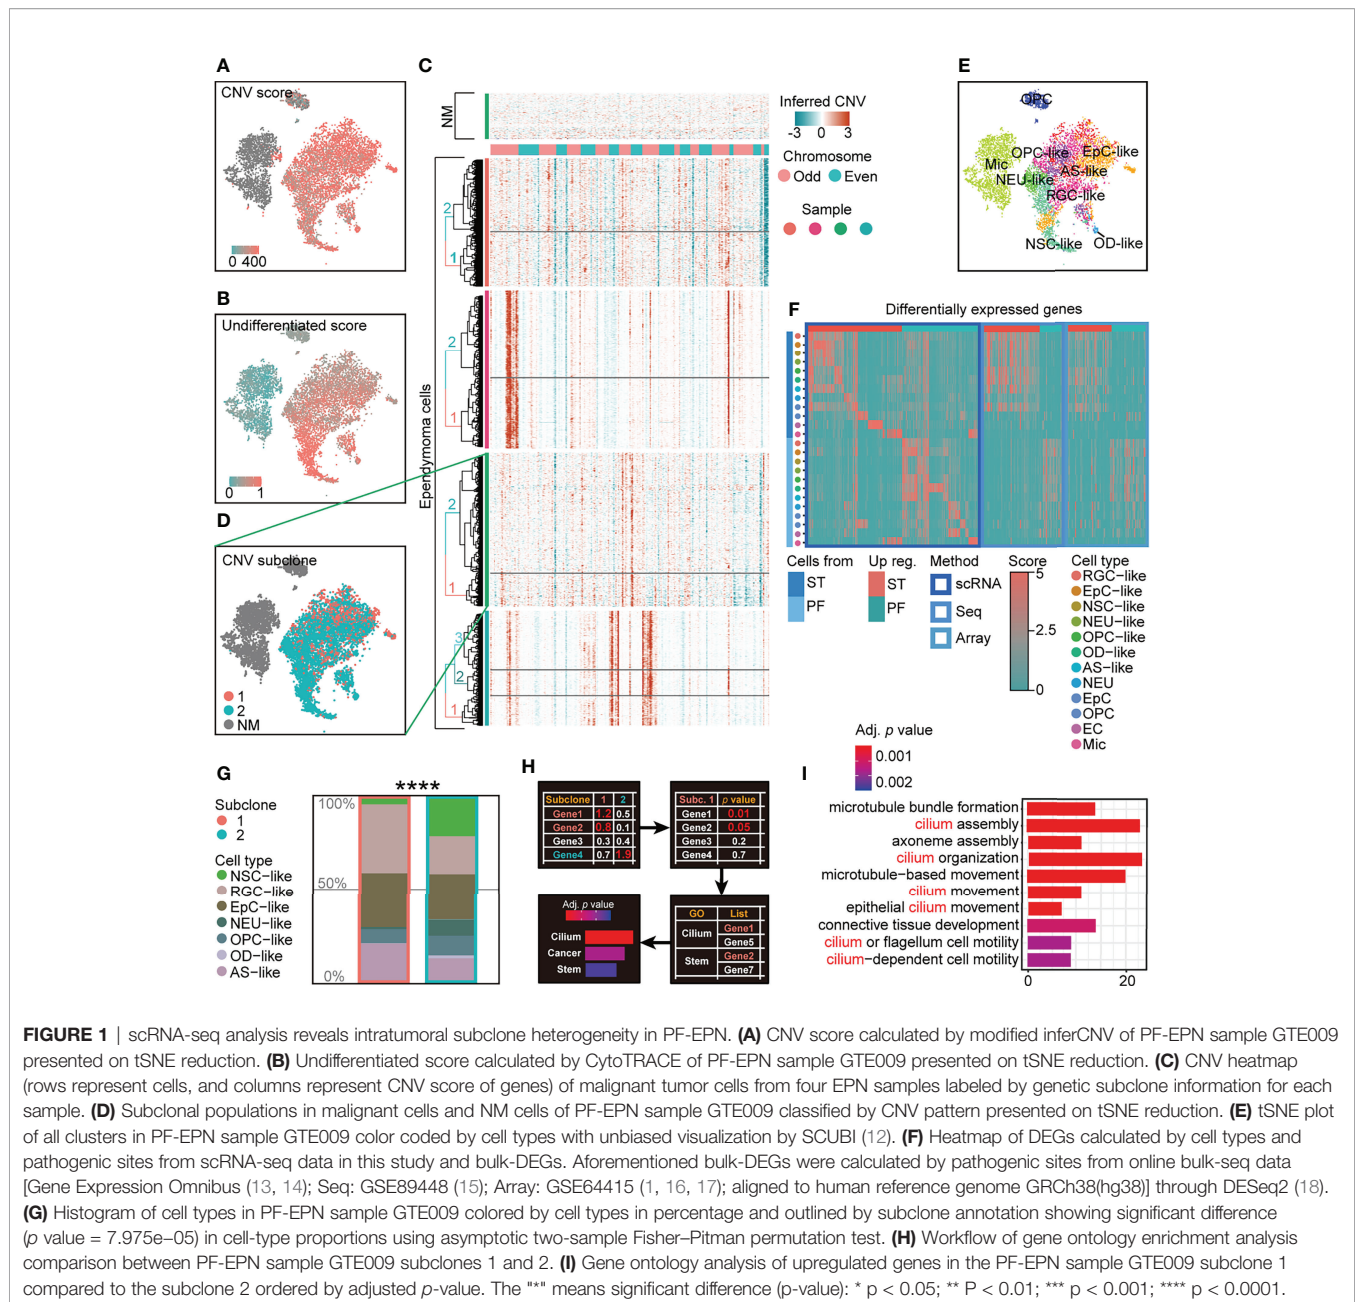 A
CNV score
0 400
B
Undifferentiated score
0 1
D
CNV subclone
1
2
NM
C
NM
Ependymoma cells
2
1
2
1
2
1
3
2
1
Inferred CNV
-3 0 3
Chromosome
Odd Even
Sample
E
OPC
OPC-like EpC-like
Mic AS-like
NEU-like
RGC-like
NSC-like OD-like
F
Differentially expressed genes
Cells from
ST
PF
Up reg.
ST
PF
Method
scRNA
Seq
Array
Score
5
2.5
0
Cell type
RGC-like
EpC-like
NSC-like
NEU-like
OPC-like
OD-like
AS-like
NEU
EpC
OPC
EC
Mic
G
Subclone
1
2
Cell type
NSC-like
RGC-like
EpC-like
NEU-like
OPC-like
OD-like
AS-like
****
100%
50%
0%
H
Subclone 1 2
Gene1 1.2 0.5
Gene2 0.8 0.1
Gene3 0.3 0.4
Gene4 0.7 1.9
Subc. 1 p value
Gene1 0.01
Gene2 0.05
Gene3 0.2
Gene4 0.7
Adj. p value
Cilium
Cancer
Stem
GO List
Cilium Gene1
Gene5
Stem Gene2
Gene7
Adj. p value
0.001
0.002
I
microtubule bundle formation
cilium assembly
axoneme assembly
cilium organization
microtubule-based movement
cilium movement
epithelial cilium movement
connective tissue development
cilium or flagellum cell motility
cilium-dependent cell motility
0 20
FIGURE 1 | scRNA-seq analysis reveals intratumoral subclone heterogeneity in PF-EPN. (A) CNV score calculated by modified inferCNV of PF-EPN sample GTE009
presented on tSNE reduction. (B) Undifferentiated score calculated by CytoTRACE of PF-EPN sample GTE009 presented on tSNE reduction. (C) CNV heatmap
(rows represent cells, and columns represent CNV score of genes) of malignant tumor cells from four EPN samples labeled by genetic subclone information for each
sample. (D) Subclonal populations in malignant cells and NM cells of PF-EPN sample GTE009 classified by CNV pattern presented on tSNE reduction. (E) tSNE plot
of all clusters in PF-EPN sample GTE009 color coded by cell types with unbiased visualization by SCUBI (12). (F) Heatmap of DEGs calculated by cell types and
pathogenic sites from scRNA-seq data in this study and bulk-DEGs. Aforementioned bulk-DEGs were calculated by pathogenic sites from online bulk-seq data
[Gene Expression Omnibus (13, 14); Seq: GSE89448 (15); Array: GSE64415 (1, 16, 17); aligned to human reference genome GRCh38(hg38)] through DESeq2 (18).
(G) Histogram of cell types in PF-EPN sample GTE009 colored by cell types in percentage and outlined by subclone annotation showing significant difference
(p value = 7.975e–05) in cell-type proportions using asymptotic two-sample Fisher–Pitman permutation test. (H) Workflow of gene ontology enrichment analysis
comparison between PF-EPN sample GTE009 subclones 1 and 2. (I) Gene ontology analysis of upregulated genes in the PF-EPN sample GTE009 subclone 1
compared to the subclone 2 ordered by adjusted p-value. The "*" means significant difference (p-value): * p < 0.05; ** P < 0.01; *** p < 0.001; **** p < 0.0001.